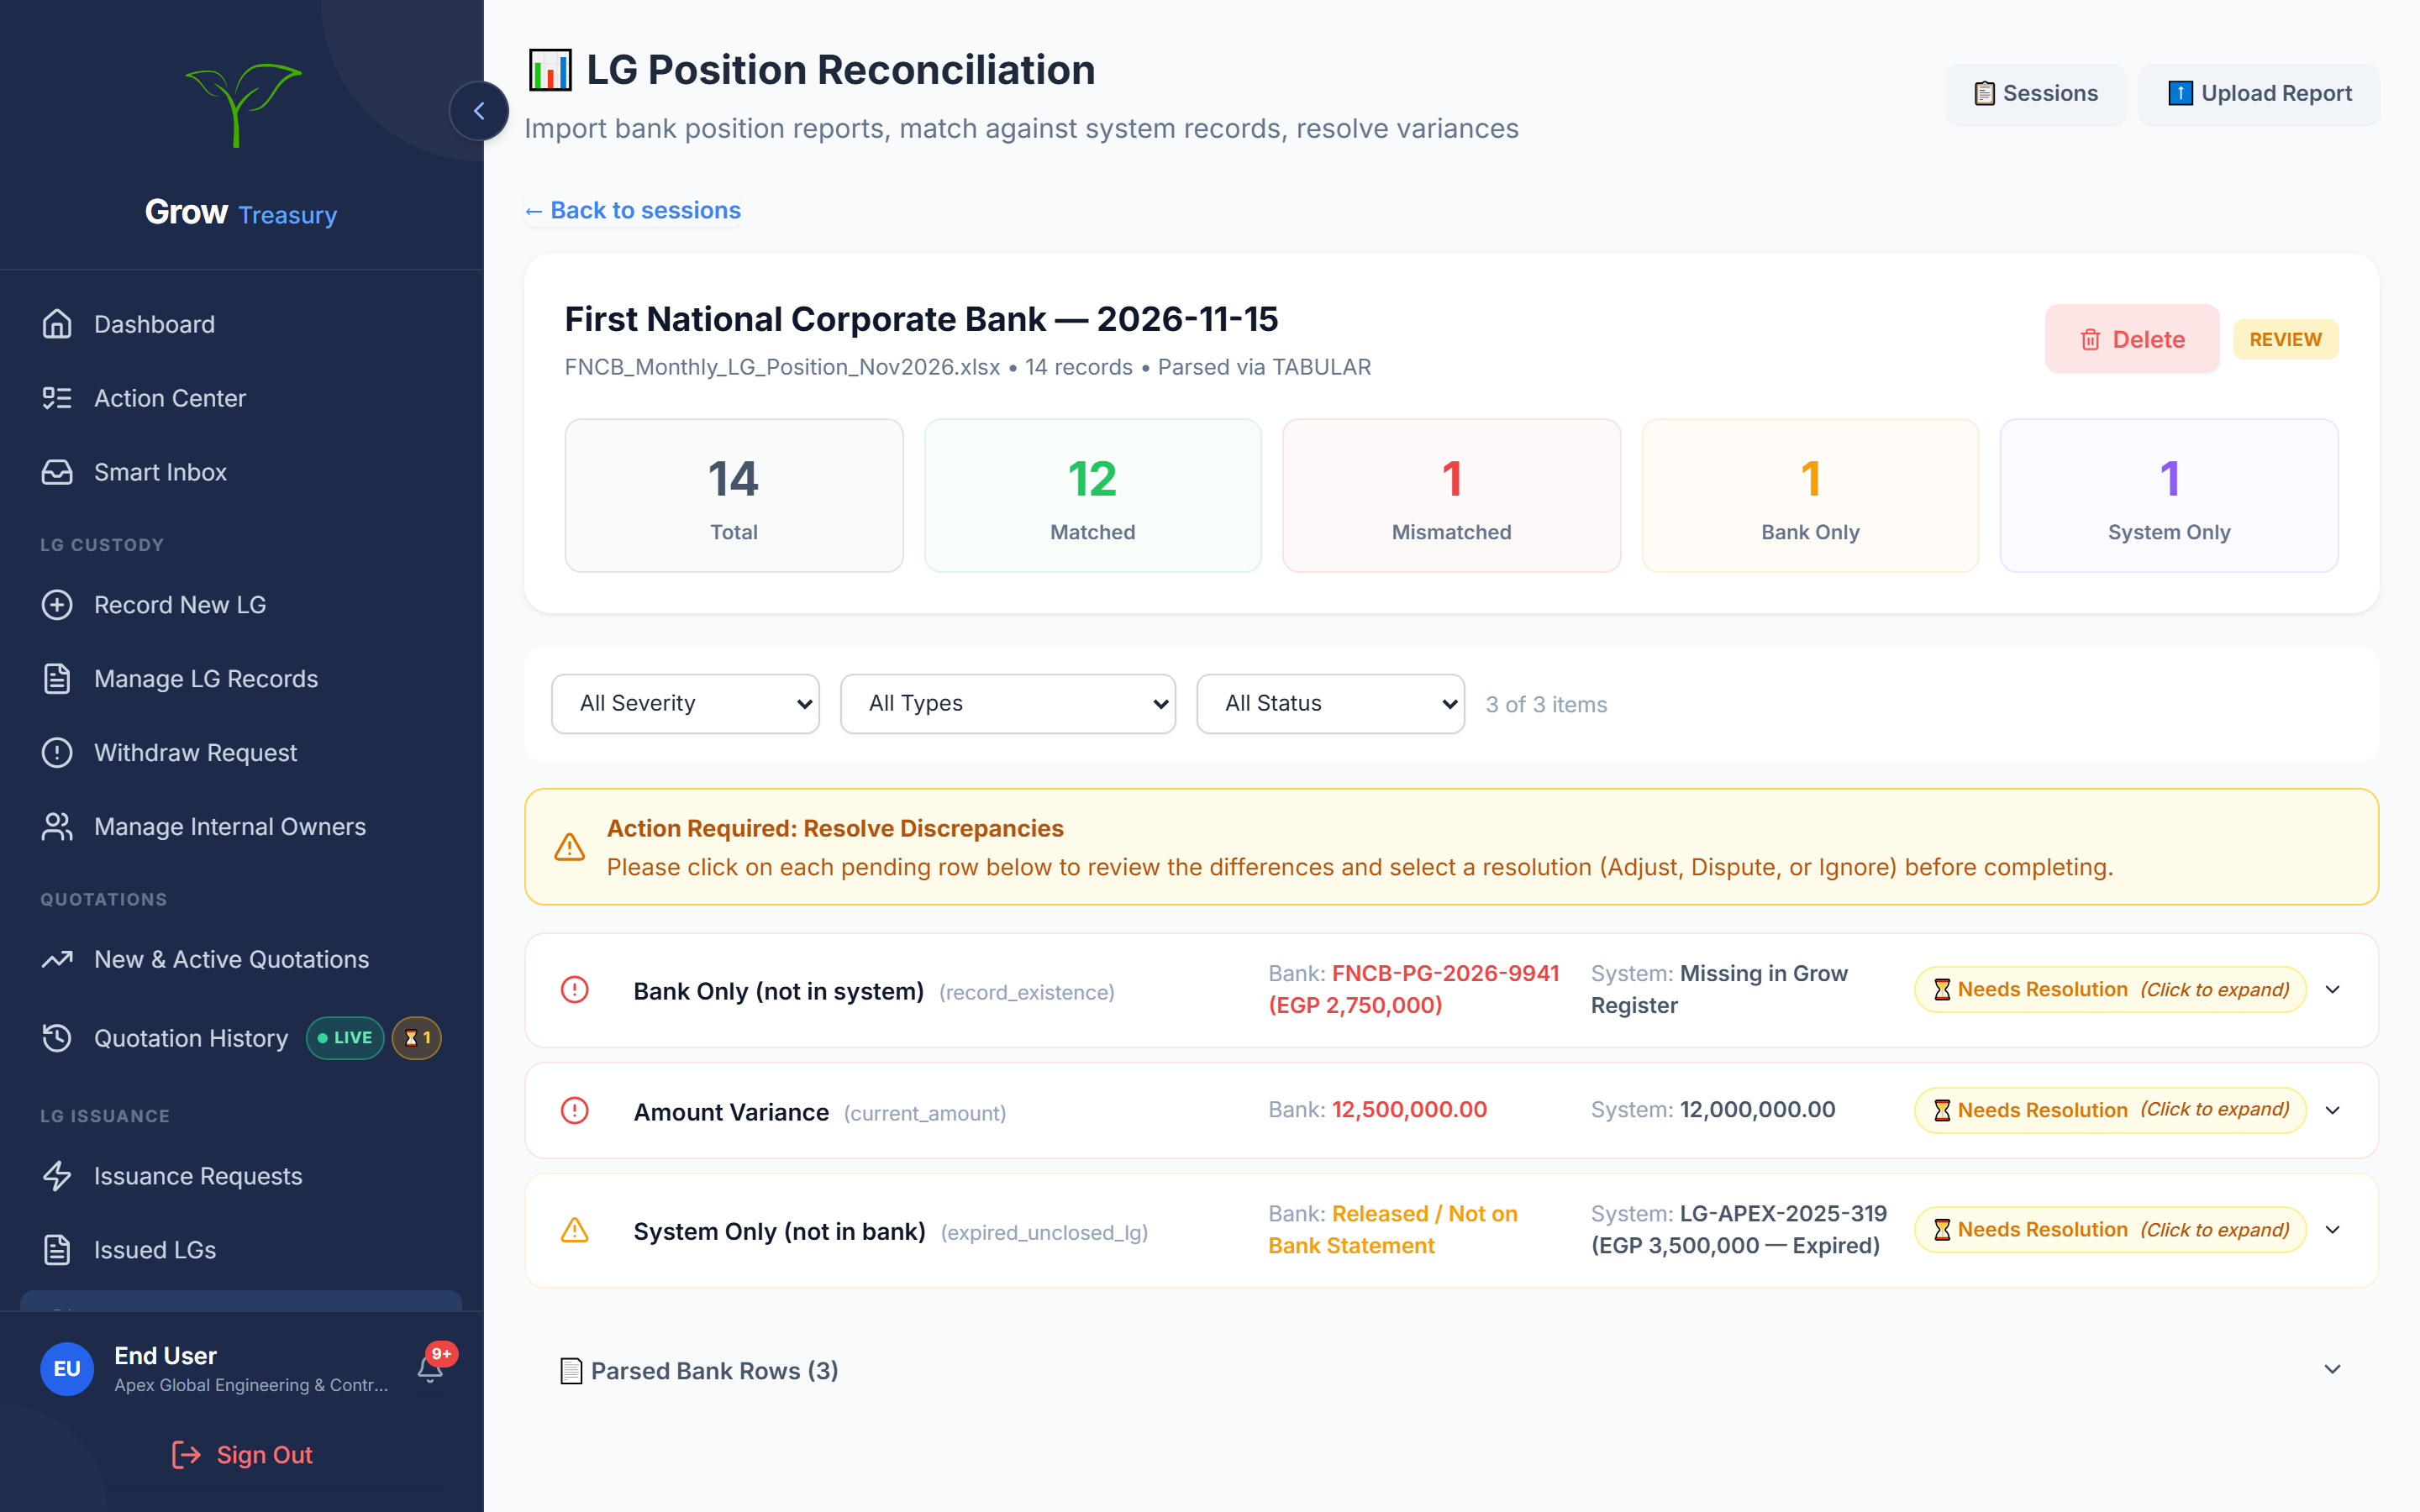 Grow Treasury
Dashboard
Action Center
Smart Inbox
LG CUSTODY
Record New LG
Manage LG Records
Withdraw Request
Manage Internal Owners
QUOTATIONS
New & Active Quotations
Quotation History LIVE 1
LG ISSUANCE
Issuance Requests
Issued LGs
EU
End User
Apex Global Engineering & Contr...
9+
Sign Out
LG Position Reconciliation
Import bank position reports, match against system records, resolve variances
Sessions
Upload Report
← Back to sessions
First National Corporate Bank — 2026-11-15
FNCB_Monthly_LG_Position_Nov2026.xlsx • 14 records • Parsed via TABULAR
Delete
REVIEW
14
Total
12
Matched
1
Mismatched
1
Bank Only
1
System Only
All Severity
All Types
All Status
3 of 3 items
Action Required: Resolve Discrepancies
Please click on each pending row below to review the differences and select a resolution (Adjust, Dispute, or Ignore) before completing.
Bank Only (not in system) (record_existence)
Bank: FNCB-PG-2026-9941
(EGP 2,750,000)
System: Missing in Grow
Register
Needs Resolution (Click to expand)
Amount Variance (current_amount)
Bank: 12,500,000.00
System: 12,000,000.00
Needs Resolution (Click to expand)
System Only (not in bank) (expired_unclosed_lg)
Bank: Released / Not on
Bank Statement
System: LG-APEX-2025-319
(EGP 3,500,000 — Expired)
Needs Resolution (Click to expand)
Parsed Bank Rows (3)